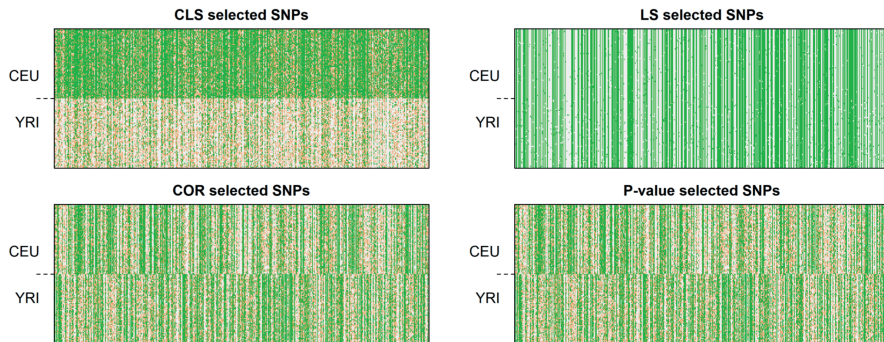 CLS selected SNPs
CEU
YRI
LS selected SNPs
CEU
YRI
COR selected SNPs
CEU
YRI
P-value selected SNPs
CEU
YRI